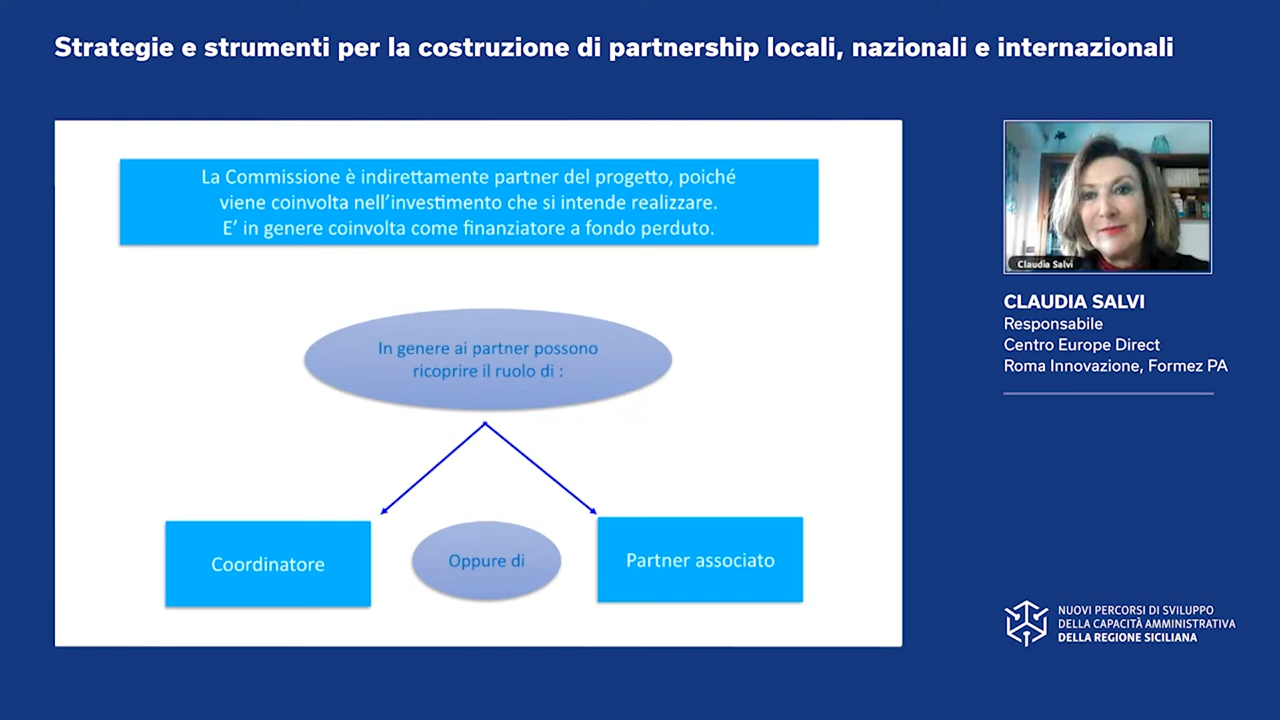 Strategie e strumenti per la costruzione di partnership locali, nazionali e internazionali
La Commissione è indirettamente partner del progetto, poiché
viene coinvolta nell'investimento che si intende realizzare.
E' in genere coinvolta come finanziatore a fondo perduto.
In genere ai partner possono
ricoprire il ruolo di :
Coordinatore
Oppure di
Partner associato
Claudia Salvi
CLAUDIA SALVI
Responsabile
Centro Europe Direct
Roma Innovazione, Formez PA
NUOVI PERCORSI DI SVILUPPO
DELLA CAPACITÀ AMMINISTRATIVA
DELLA REGIONE SICILIANA